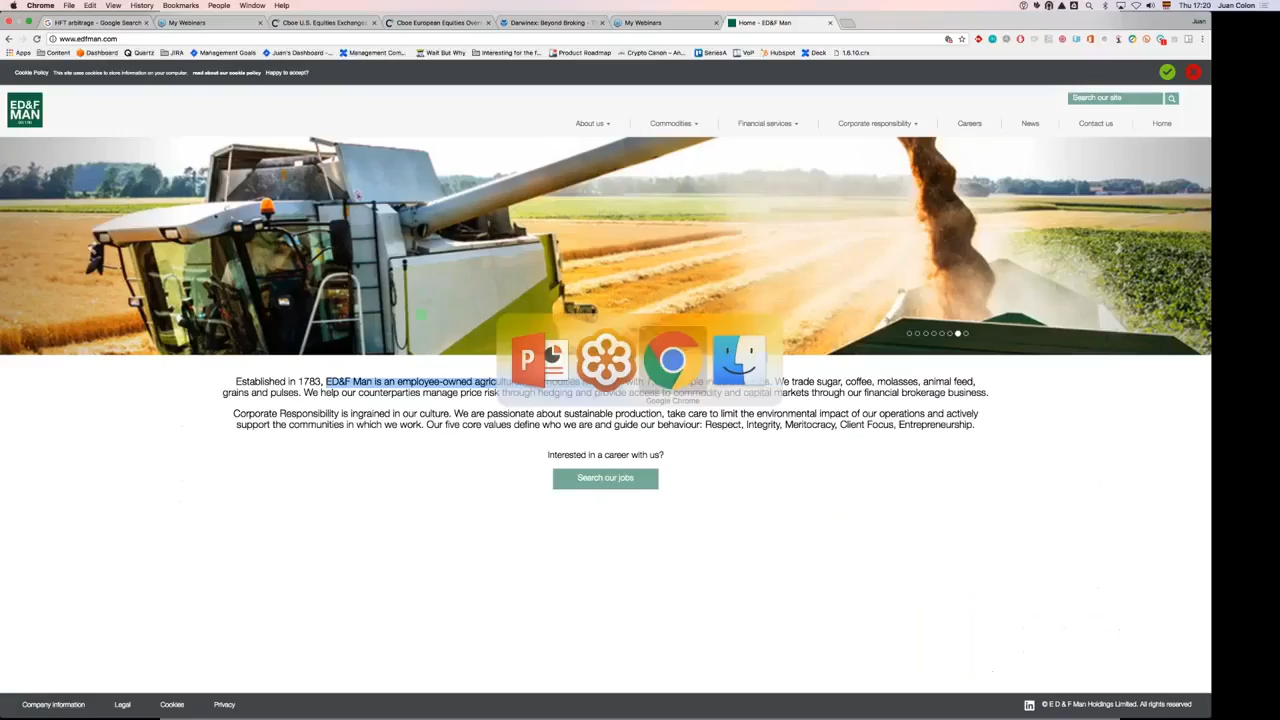 Chrome File Edit View History Bookmarks People Window Help Thu 17:20 Juan Colon
HFT arbitrage - Google Search My Webinars Cboe U.S. Equities Exchanges Cboe European Equities Over Darwinex: Beyond Broking - T My Webinars Home - ED&F Man Juan
www.edfman.com
Apps Cookies Dashboard Quartz JIRA Management Goals Juan's Dashboard - Management Com... Wait But Why Interesting for the f... Product Roadmap Crypto Canon – An... SeriesA VoP Hubspot Deck 1.6.10.crx
Cookie Policy This site uses cookies to store information on your computer. read about our cookie policy Happy to accept?
ED&F
MAN
Search our site
About us Commodities Financial services Corporate responsibility Careers News Contact us Home
Established in 1783, ED&F Man is an employee-owned We trade sugar, coffee, molasses, animal feed,
grains and pulses. We help our counterparties manage price risk through hedging and provide access to commodity and capital markets through our financial brokerage business.
Google Chrome
Corporate Responsibility is ingrained in our culture. We are passionate about sustainable production, take care to limit the environmental impact of our operations and actively
support the communities in which we work. Our five core values define who we are and guide our behaviour: Respect, Integrity, Meritocracy, Client Focus, Entrepreneurship.
Interested in a career with us?
Search our jobs
Company information Legal Cookies Privacy © E D & F Man Holdings Limited. All rights reserved